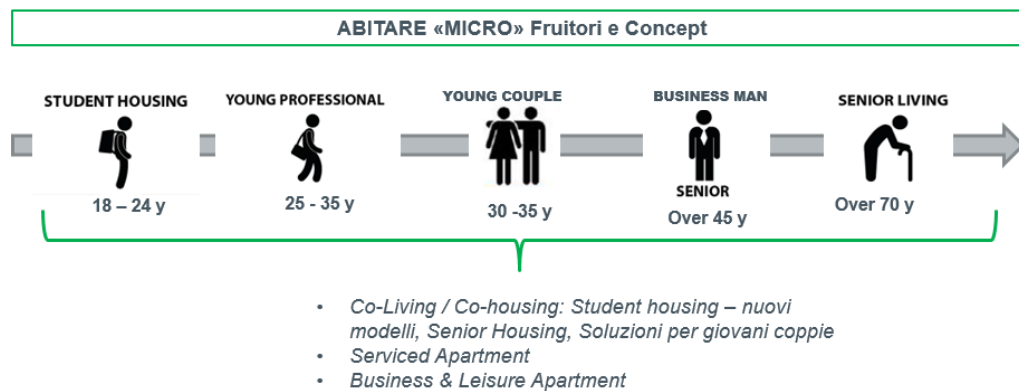 ABITARE «MICRO» Fruitori e Concept
STUDENT HOUSING
YOUNG PROFESSIONAL
YOUNG COUPLE
BUSINESS MAN
SENIOR LIVING
SENIOR
18 – 24 y
25 - 35 y
30 -35 y
Over 45 y
Over 70 y
• Co-Living / Co-housing: Student housing – nuovi
modelli, Senior Housing, Soluzioni per giovani coppie
• Serviced Apartment
• Business & Leisure Apartment